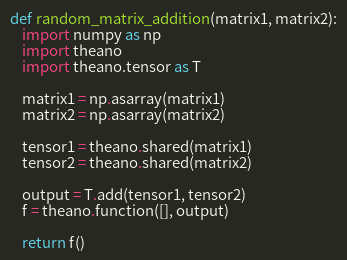 def random_matrix_addition(matrix1, matrix2):
import numpy as np
import theano
import theano.tensor as T
matrix1 = np.asarray(matrix1)
matrix2 = np.asarray(matrix2)
tensor1 = theano.shared(matrix1)
tensor2 = theano.shared(matrix2)
output = T.add(tensor1, tensor2)
f = theano.function([], output)
return f()